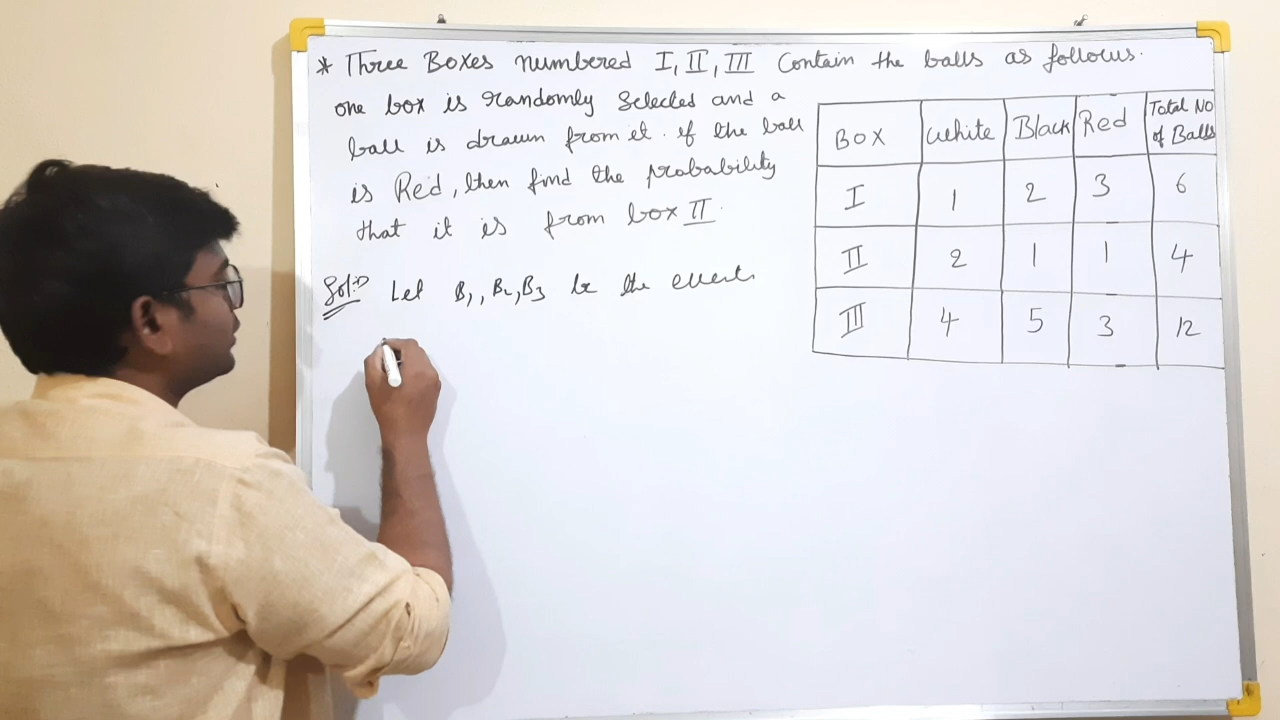 * Three Boxes numbered I, II, III Contain the balls as follows.
one box is randomly Selected and a
ball is drawn from it. if the ball
is Red, then find the probability
that it is from box II.
BOX White Black Red Total No of Balls
I 1 2 3 6
II 2 1 1 4
III 4 5 3 12
Sol:- Let B1, B2, B3 be the events